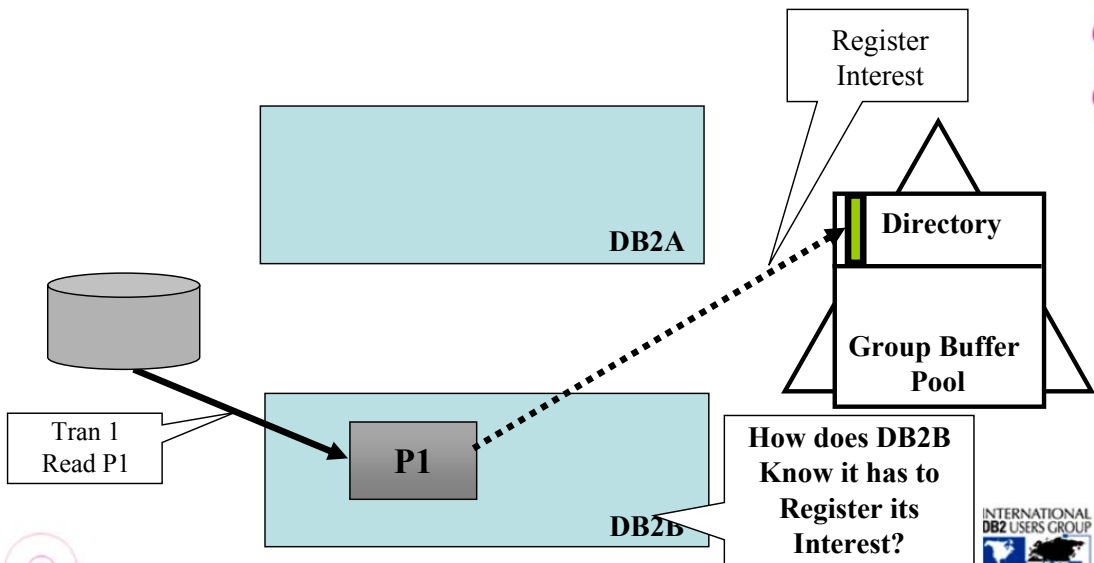 Register
Interest
DB2A
Directory
Group Buffer
Pool
Tran 1
Read P1
P1
DB2B
How does DB2B
Know it has to
Register its
Interest?
INTERNATIONAL
DB2 USERS GROUP